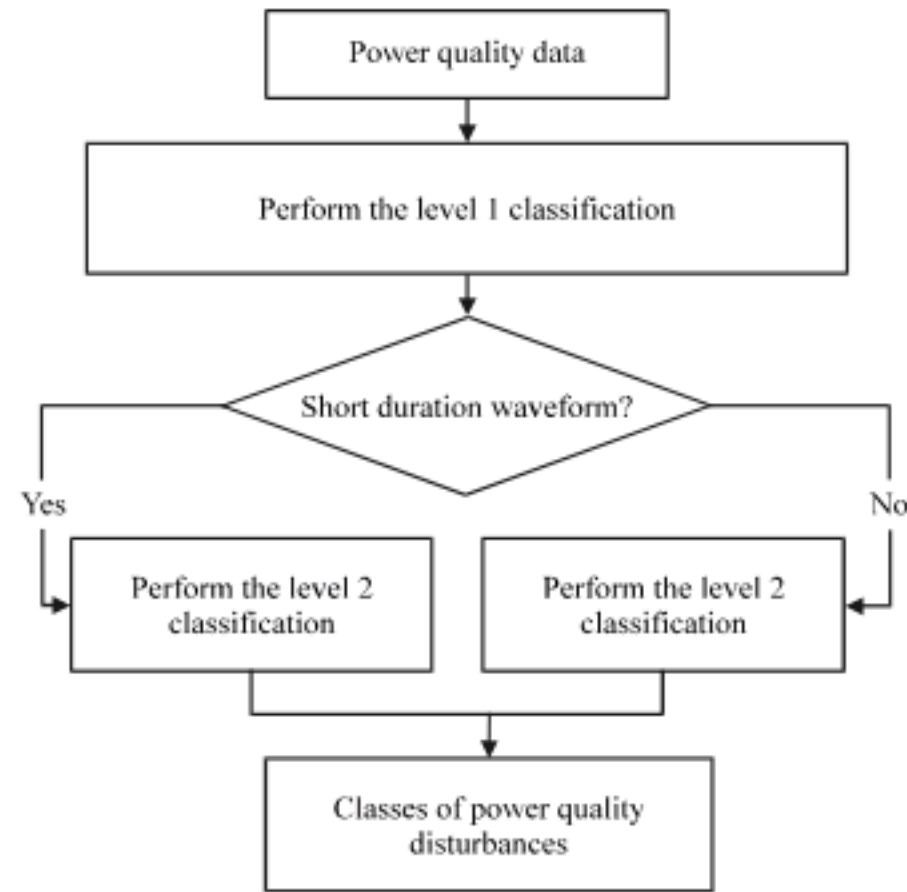 Power quality data
Perform the level 1 classification
Short duration waveform?
Yes
No
Perform the level 2
classification
Perform the level 2
classification
Classes of power quality
disturbances